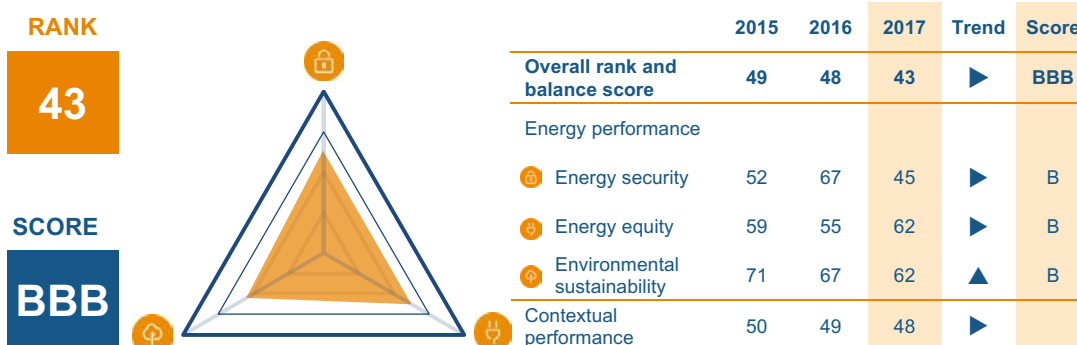 RANK
43
SCORE
BBB
2015 2016 2017 Trend Score
Overall rank and
balance score 49 48 43 BBB
Energy performance
Energy security 52 67 45 B
Energy equity 59 55 62 B
Environmental
sustainability 71 67 62 B
Contextual
performance 50 49 48